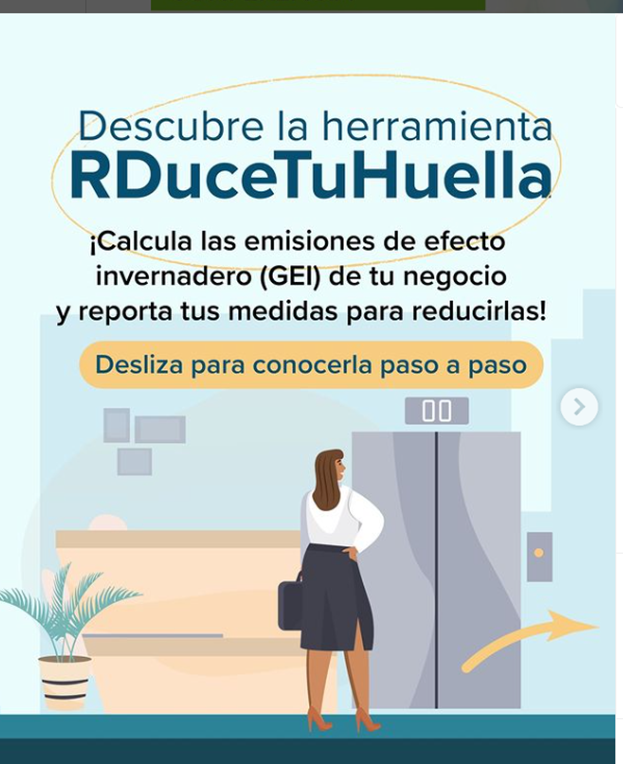 Descubre la herramienta
RDuceTuHuella
¡Calcula las emisiones de efecto
invernadero (GEI) de tu negocio
y reporta tus medidas para reducirlas!
Desliza para conocerla paso a paso
00